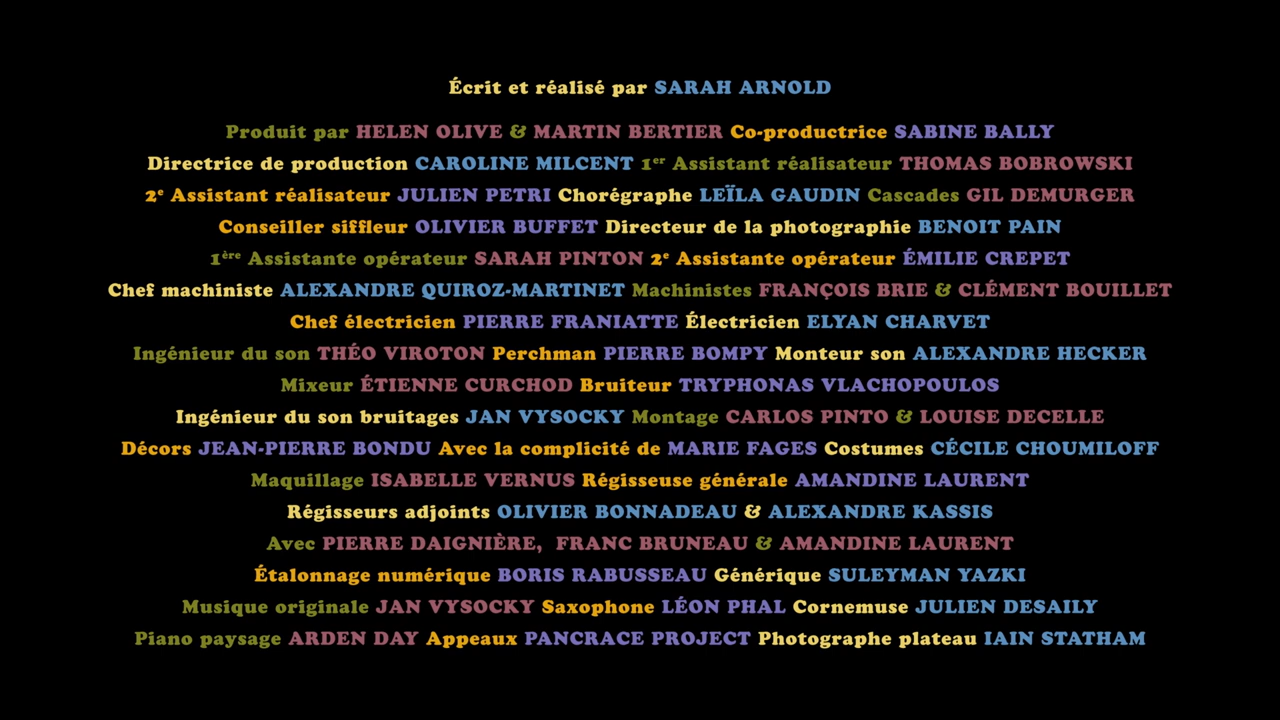 Écrit et réalisé par SARAH ARNOLD
Produit par HELEN OLIVE & MARTIN BERTIER Co-productrice SABINE BALLY
Directrice de production CAROLINE MILCENT 1er Assistant réalisateur THOMAS BOBROWSKI
2e Assistant réalisateur JULIEN PETRI Chorégraphe LEÏLA GAUDIN Cascades GIL DEMURGER
Conseiller siffleur OLIVIER BUFFET Directeur de la photographie BENOIT PAIN
1ère Assistante opérateur SARAH PINTON 2e Assistante opérateur ÉMILIE CREPET
Chef machiniste ALEXANDRE QUIROZ-MARTINET Machinistes FRANÇOIS BRIE & CLÉMENT BOUILLET
Chef électricien PIERRE FRANIATTE Électricien ELYAN CHARVET
Ingénieur du son THÉO VIROTON Perchman PIERRE BOMPY Monteur son ALEXANDRE HECKER
Mixeur ÉTIENNE CURCHOD Bruiteur TRYPHONAS VLACHOPOULOS
Ingénieur du son bruitages JAN VYSOCKY Montage CARLOS PINTO & LOUISE DECELLE
Décors JEAN-PIERRE BONDU Avec la complicité de MARIE FAGES Costumes CÉCILE CHOUMILOFF
Maquillage ISABELLE VERNUS Régisseuse générale AMANDINE LAURENT
Régisseurs adjoints OLIVIER BONNADEAU & ALEXANDRE KASSIS
Avec PIERRE DAIGNIÈRE, FRANC BRUNEAU & AMANDINE LAURENT
Étalonnage numérique BORIS RABUSSEAU Générique SULEYMAN YAZKI
Musique originale JAN VYSOCKY Saxophone LÉON PHAL Cornemuse JULIEN DESAILY
Piano paysage ARDEN DAY Appeaux PANCRACE PROJECT Photographe plateau IAIN STATHAM